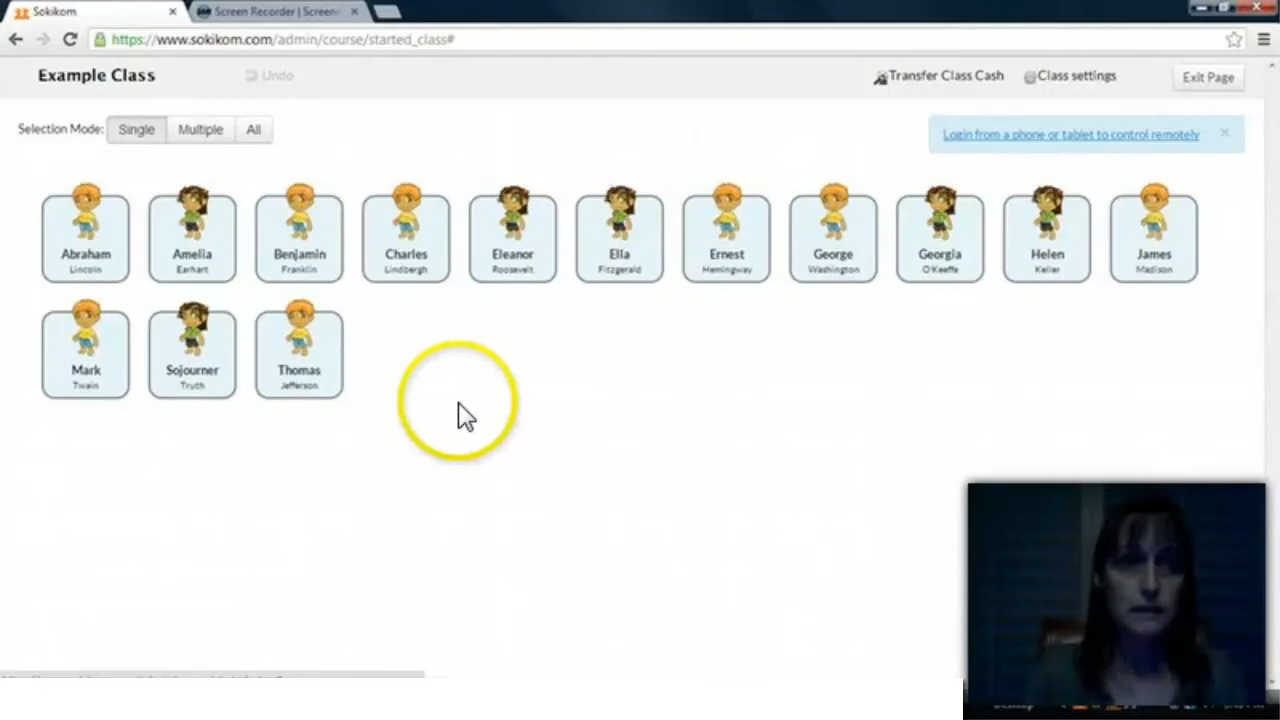 Sokikom
Screen Recorder | Screen
https://www.sokikom.com/admin/course/started_class#
Example Class
Undo
Transfer Class Cash
Class settings
Exit Page
Selection Mode: Single Multiple All
Login from a phone or tablet to control remotely
Abraham Amelia Benjamin Charles Eleanor Ella Ernest George Georgia Helen James
Lincoln Earhart Franklin Lindbergh Roosevelt Fitzgerald Hemingway Washington O'Keeffe Keller Madison
Mark Sojourner Thomas
Twain Truth Jefferson
Desktop